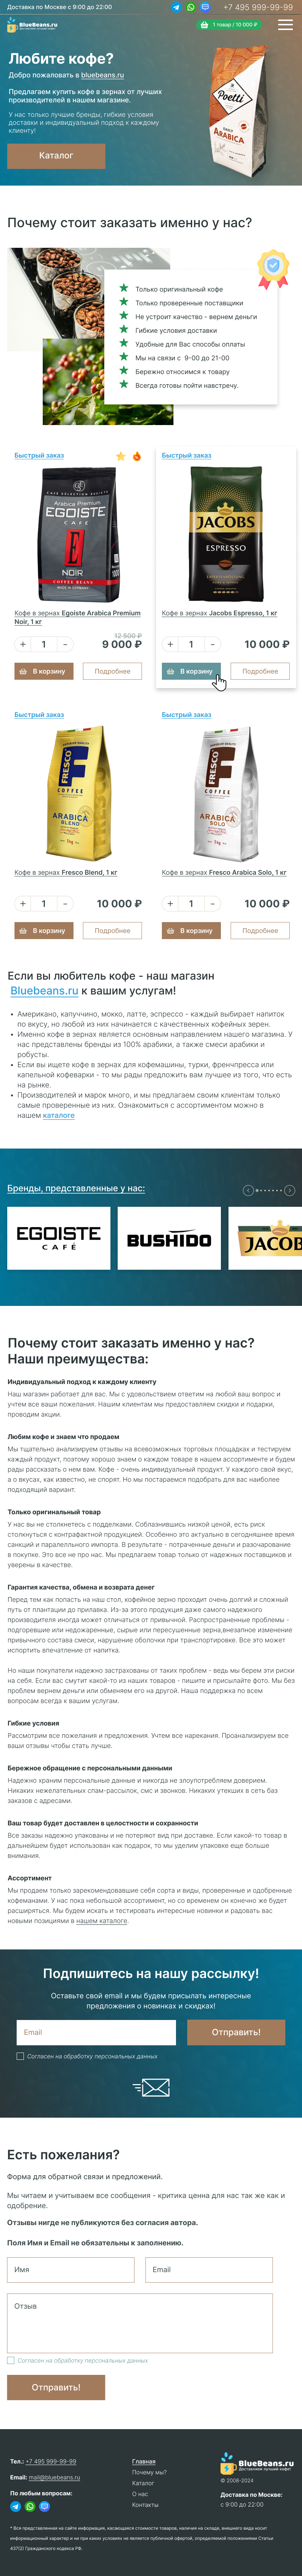 Доставка по Москве с 9:00 до 22:00
+7 495 999-99-99
BlueBeans.ru
Доставляем лучший кофе!
1 товар / 10 000 ₽
Любите кофе?
Добро пожаловать в bluebeans.ru
Предлагаем купить кофе в зернах от лучших
производителей в нашем магазине.
У нас только лучшие бренды, гибкие условия
доставки и индивидуальный подход к каждому
клиенту!
Каталог
Poetti
DAILY
ARABICA
Почему стоит заказать именно у нас?
Только оригинальный кофе
Только проверенные поставщики
Не устроит качество - вернем деньги
Гибкие условия доставки
Удобные для Вас способы оплаты
Мы на связи с 9-00 до 21-00
Бережно относимся к товару
Всегда готовы пойти навстречу.
Быстрый заказ
EGOISTE
CAFÉ
NOIR
COFFEE BEANS
Кофе в зернах Egoiste Arabica Premium
Noir, 1 кг
12 500 ₽
+ 1 -
9 000 ₽
В корзину
Подробнее
Быстрый заказ
JACOBS
ESPRESSO
Кофе в зернах Jacobs Espresso, 1 кг
+ 1 -
10 000 ₽
В корзину
Подробнее
Быстрый заказ
FRESCO
COFFEE
ARABICA
BLEND
1kg
Кофе в зернах Fresco Blend, 1 кг
+ 1 -
10 000 ₽
В корзину
Подробнее
Быстрый заказ
FRESCO
COFFEE
ARABICA
SOLO
1kg
Кофе в зернах Fresco Arabica Solo, 1 кг
+ 1 -
10 000 ₽
В корзину
Подробнее
Если вы любитель кофе - наш магазин
Bluebeans.ru к вашим услугам!
Американо, капучино, мокко, латте, эспрессо - каждый выбирает напиток
по вкусу, но любой из них начинается с качественных кофейных зерен.
Именно кофе в зернах является основным направлением нашего магазина. У
нас представлены бренды из 100% арабики, а также смеси арабики и
робусты.
Если вы ищете кофе в зернах для кофемашины, турки, френчпресса или
капельной кофеварки - то мы рады предложить вам лучшее из того, что есть
на рынке.
Производителей и марок много, и мы предлагаем своим клиентам только
самые проверенные из них. Ознакомиться с ассортиментом можно в
нашем каталоге
Бренды, представленные у нас:
EGOISTE
CAFÉ
BUSHIDO
JACOB
Почему стоит заказать именно у нас?
Наши преимущества:
Индивидуальный подход к каждому клиенту
Наш магазин работает для вас. Мы с удовольствием ответим на любой ваш вопрос и
учтем все ваши пожелания. Нашим клиентам мы предоставляем скидки и подарки,
проводим акции.
Любим кофе и знаем что продаем
Мы тщательно анализируем отзывы на всевозможных торговых площадках и тестируем
каждый продукт, поэтому хорошо знаем о каждом товаре в нашем ассортименте и будем
рады рассказать о нем вам. Кофе - очень индивидуальный продукт. У каждого свой вкус,
а о вкусах, как известно, не спорят. Но мы постараемся подобрать для вас наиболее
подходящий вариант.
Только оригинальный товар
У нас вы не столкнетесь с подделками. Соблазнившись низкой ценой, есть риск
столкнуться с контрафактной продукцией. Особенно это актуально в сегодняшнее время
санкций и параллельного импорта. В результате - потраченные деньги и разочарование
в покупке. Это все не про нас. Мы предлагаем товар только от надежных поставщиков и
уверены в качестве.
Гарантия качества, обмена и возврата денег
Перед тем как попасть на наш стол, кофейное зерно проходит очень долгий и сложный
путь от плантации до прилавка. Из-за этого продукция даже самого надежного
производителя иногда может отличаться от привычной. Распространенные проблемы -
подгоревшие или недожаренные, сырые или пересушенные зерна,внезапное изменение
привычного состава смеси, нарушение оболочки при транспортировке. Все это может
испортить впечатление от напитка.
Но наши покупатели надежно застрахованы от таких проблем - ведь мы берем эти риски
на себя. Если вас смутит какой-то из наших товаров - пишите и присылайте фото. Мы без
проблем вернем деньги или обменяем его на другой. Наша поддержка по всем
вопросам всегда к вашим услугам.
Гибкие условия
Рассмотрим все пожелания и предложения. Учтем все нарекания. Проанализируем все
ваши отзывы чтобы стать лучше.
Бережное обращение с персональными данными
Надежно храним персональные данные и никогда не злоупотребляем доверием.
Никаких нежелательных спам-рассылок, смс и звонков. Никаких утекших в сеть баз
заказов с адресами.
Ваш товар будет доставлен в целостности и сохранности
Все заказы надежно упакованы и не потеряют вид при доставке. Если какой-то товар в
дальнейшем будет использован как подарок, то мы уделим упаковке еще больше
внимания.
Ассортимент
Мы продаем только зарекомендовавшие себя сорта и виды, проверенные и одобренные
кофеманами. У нас пока небольшой ассортимент, но со временем он конечно же будет
расширяться. Мы будем искать и тестировать интересные новинки и радовать вас
новыми позициями в нашем каталоге.
Подпишитесь на нашу рассылку!
Оставьте свой email и мы будем присылать интересные
предложения о новинках и скидках!
Email
Отправить!
Согласен на обработку персональных данных
Есть пожелания?
Форма для обратной связи и предложений.
Мы читаем и учитываем все сообщения - критика ценна для нас так же как и
одобрение.
Отзывы нигде не публикуются без согласия автора.
Поля Имя и Email не обязательны к заполнению.
Имя
Email
Отзыв
Согласен на обработку персональных данных
Отправить!
Тел.: +7 495 999-99-99
Email: mail@bluebeans.ru
По любым вопросам:
Главная
Почему мы?
Каталог
О нас
Контакты
BlueBeans.ru
Доставляем лучший кофе!
© 2008-2024
Доставка по Москве:
с 9:00 до 22:00
* Вся представленная на сайте информация, касающаяся стоимости товаров, наличия на складе, внешнего вида носит
информационный характер и ни при каких условиях не является публичной офертой, определяемой положениями Статьи
437(2) Гражданского кодекса РФ.